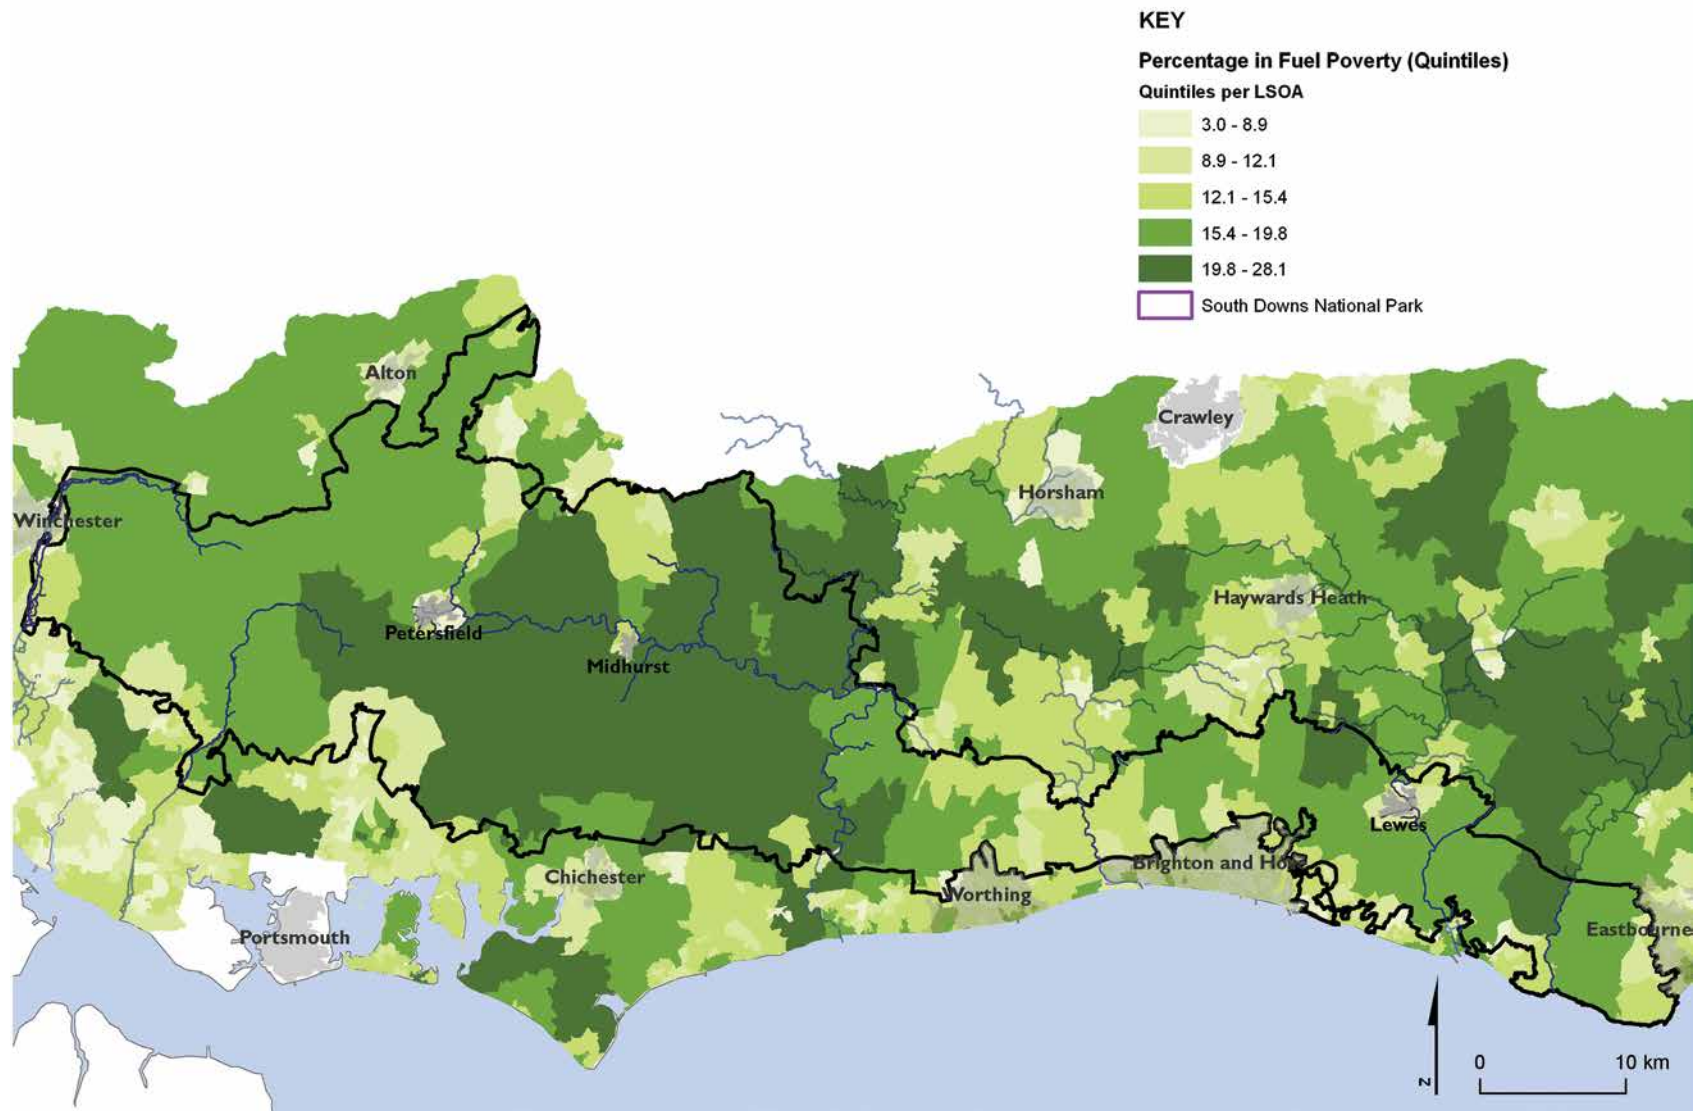 KEY
Percentage in Fuel Poverty (Quintiles)
Quintiles per LSOA
3.0 - 8.9
8.9 - 12.1
12.1 - 15.4
15.4 - 19.8
19.8 - 28.1
South Downs National Park
Alton
Crawley
Horsham
Winchester
Haywards Heath
Petersfield
Midhurst
Lewes
Brighton and Ho
Chichester
Worthing
Eastbourne
Portsmouth
N
0 10 km